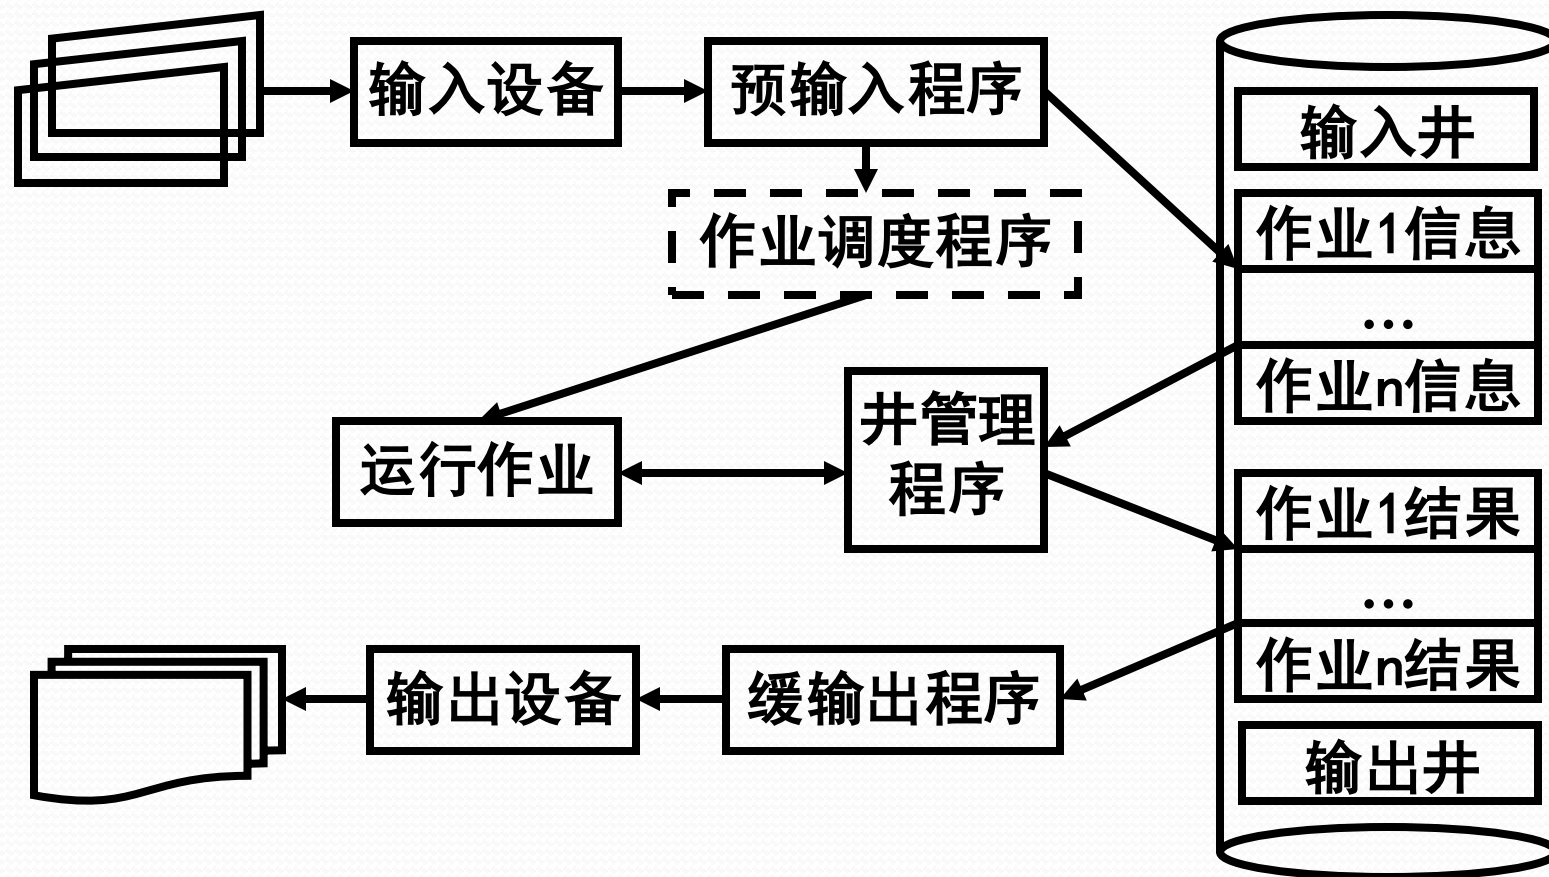 输入设备
预输入程序
输入井
作业1信息
作业调度程序
…
作业n信息
井管理
程序
运行作业
作业1结果
…
作业n结果
输出设备
缓输出程序
输出井